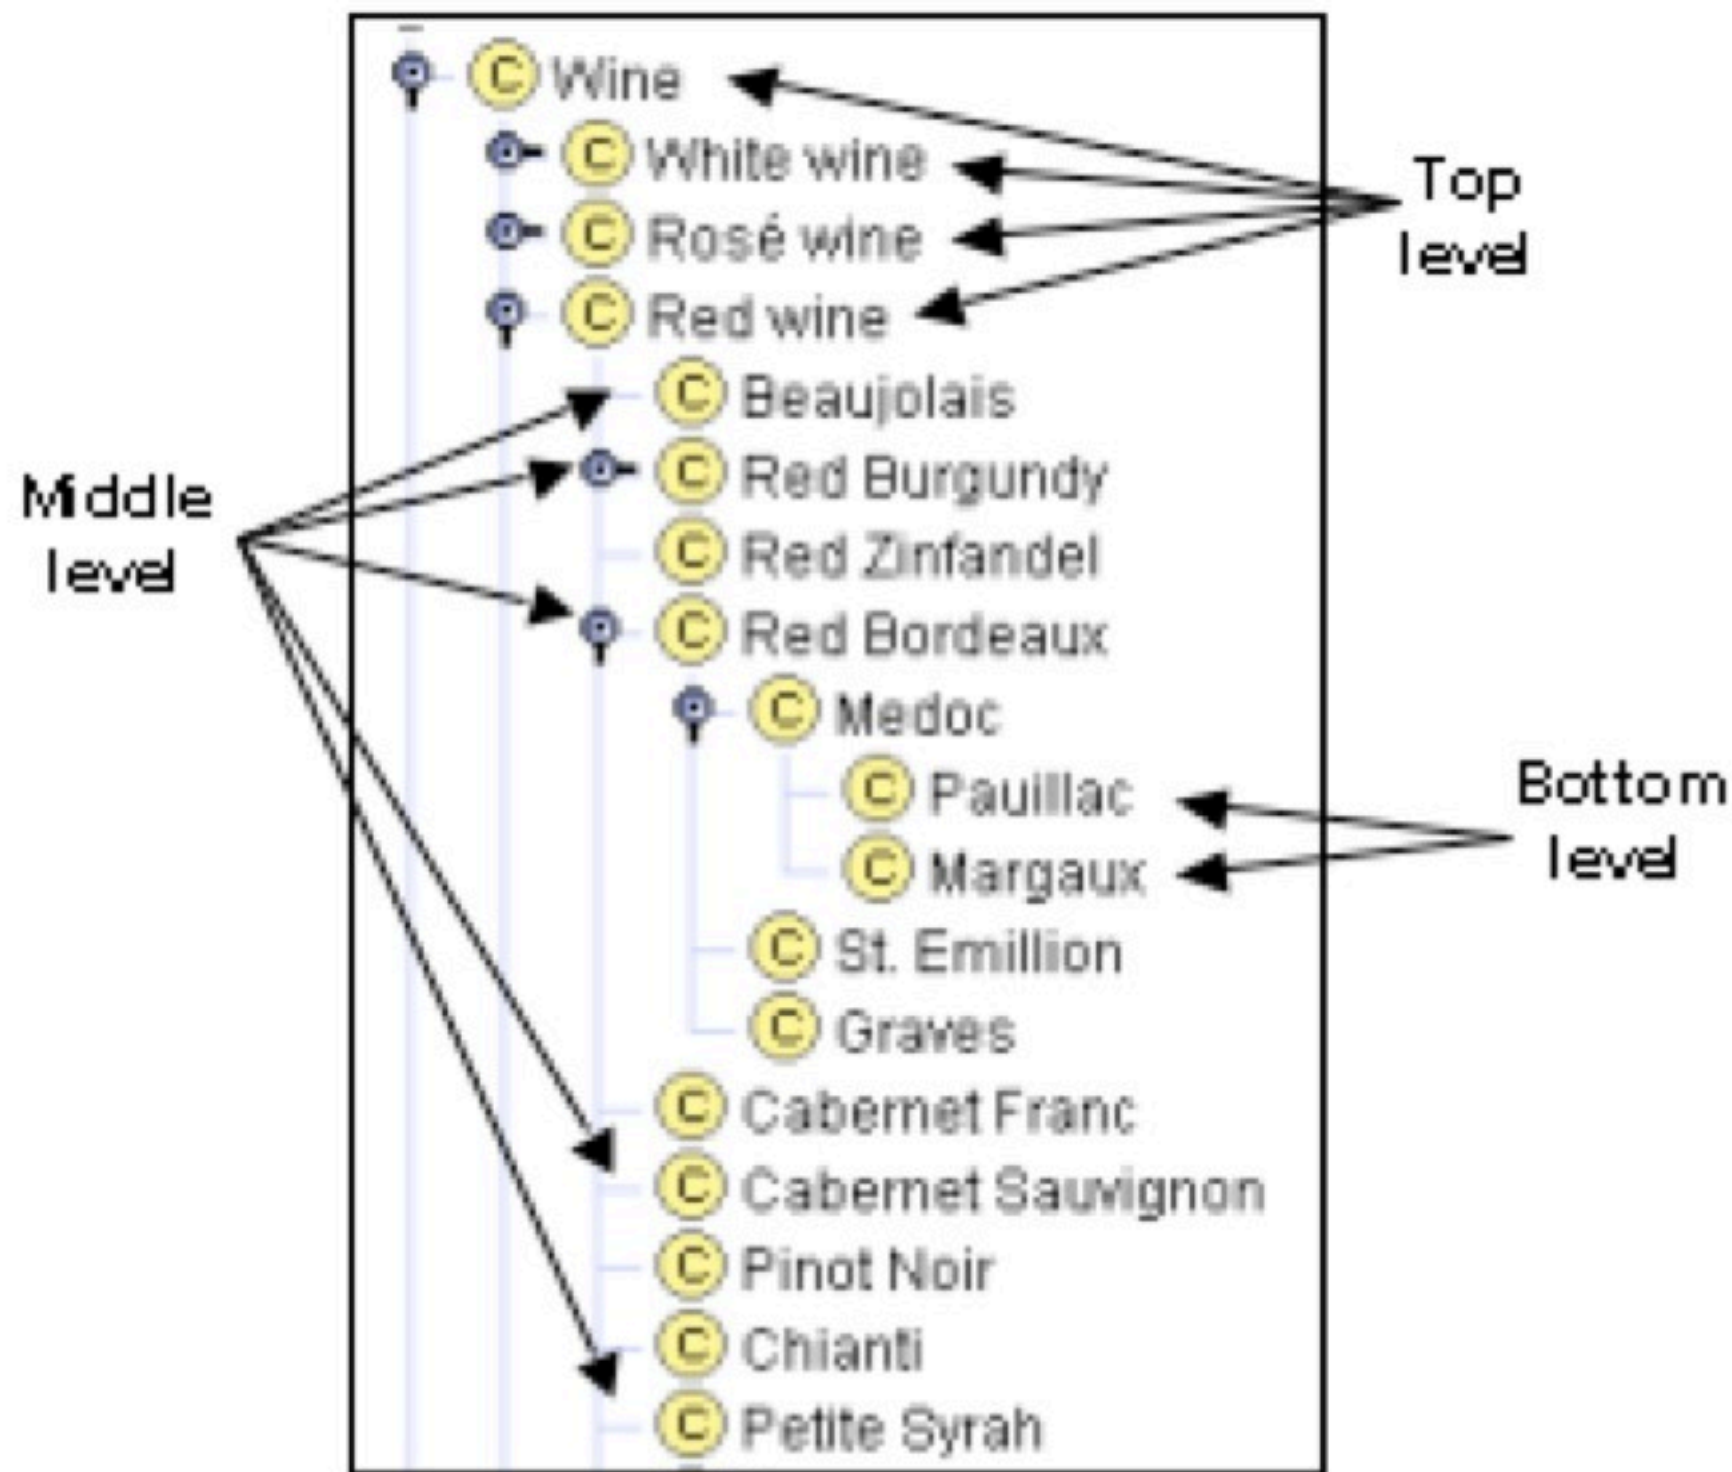 C Wine
C White wine
C Rosé wine
C Red wine
Top
level
C Beaujolais
C Red Burgundy
Middle
level
C Red Zinfandel
C Red Bordeaux
C Medoc
C Pauillac
C Margaux
Bottom
level
C St. Emillion
C Graves
C Cabernet Franc
C Cabernet Sauvignon
C Pinot Noir
C Chianti
C Petite Syrah